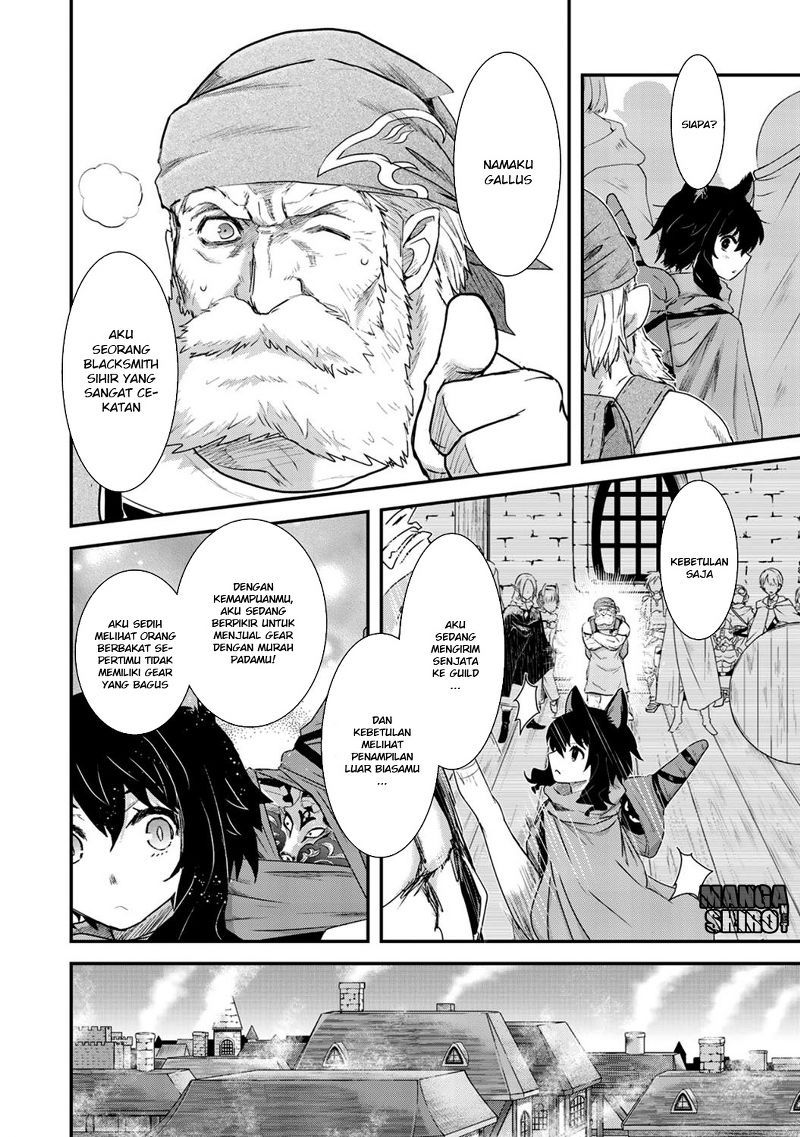 SIAPA?
NAMAKU
GALLUS
AKU
SEORANG
BLACKSMITH
SIHIR YANG
SANGAT CE-
KATAN
KEBETULAN
SAJA
AKU
SEDANG
MENGIRIM
SENJATA
KE GUILD
...
DAN
KEBETULAN
MELIHAT
PENAMPILAN
LUAR BIASAMU
...
DENGAN
KEMAMPUANMU,
AKU SEDANG
BERPIKIR UNTUK
MENJUAL GEAR
DENGAN MURAH
PADAMU!
AKU SEDIH
MELIHAT ORANG
BERBAKAT SE-
PERTIMU TIDAK
MEMILIKI GEAR
YANG BAGUS
MANGA
SHIRO